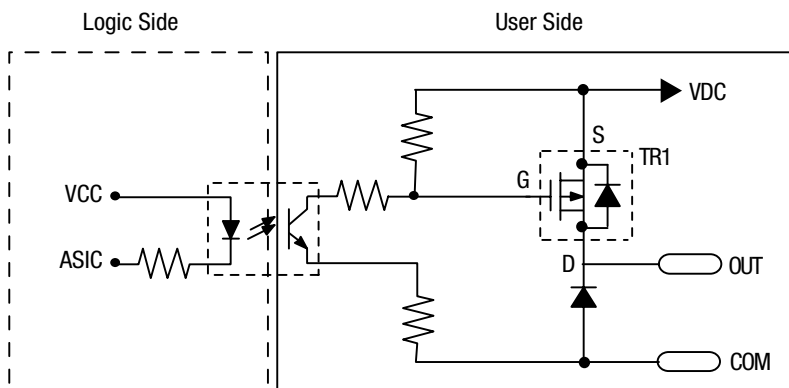 Logic Side
User Side
VDC
S
TR1
G
VCC
ASIC
D
OUT
COM